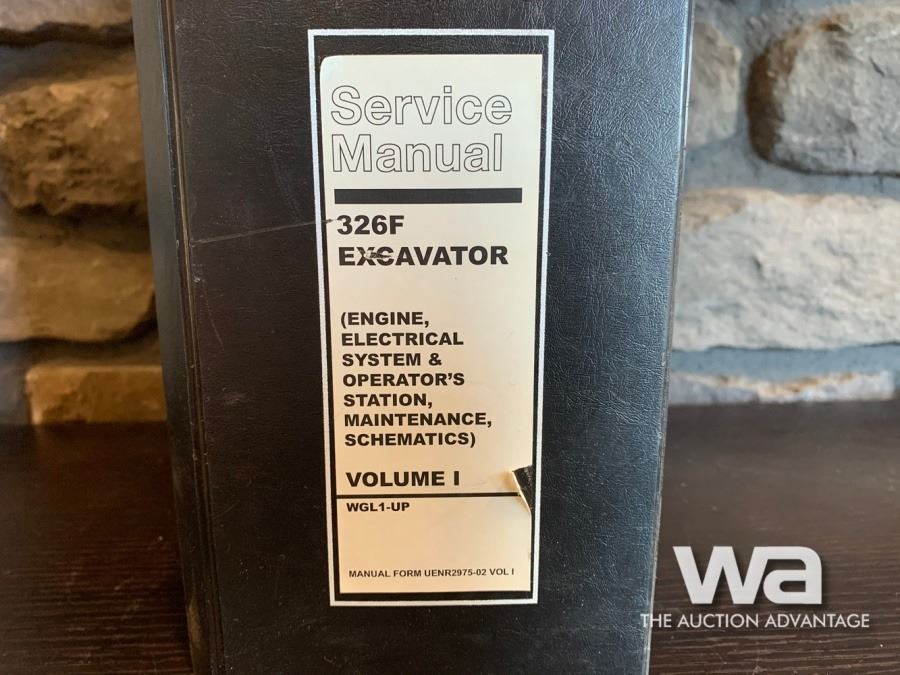 Service
Manual
326F
EXCAVATOR
(ENGINE,
ELECTRICAL
SYSTEM &
OPERATOR'S
STATION,
MAINTENANCE,
SCHEMATICS)
VOLUME I
WGL1-UP
MANUAL FORM UENR2975-02 VOL I
wa
THE AUCTION ADVANTAGE